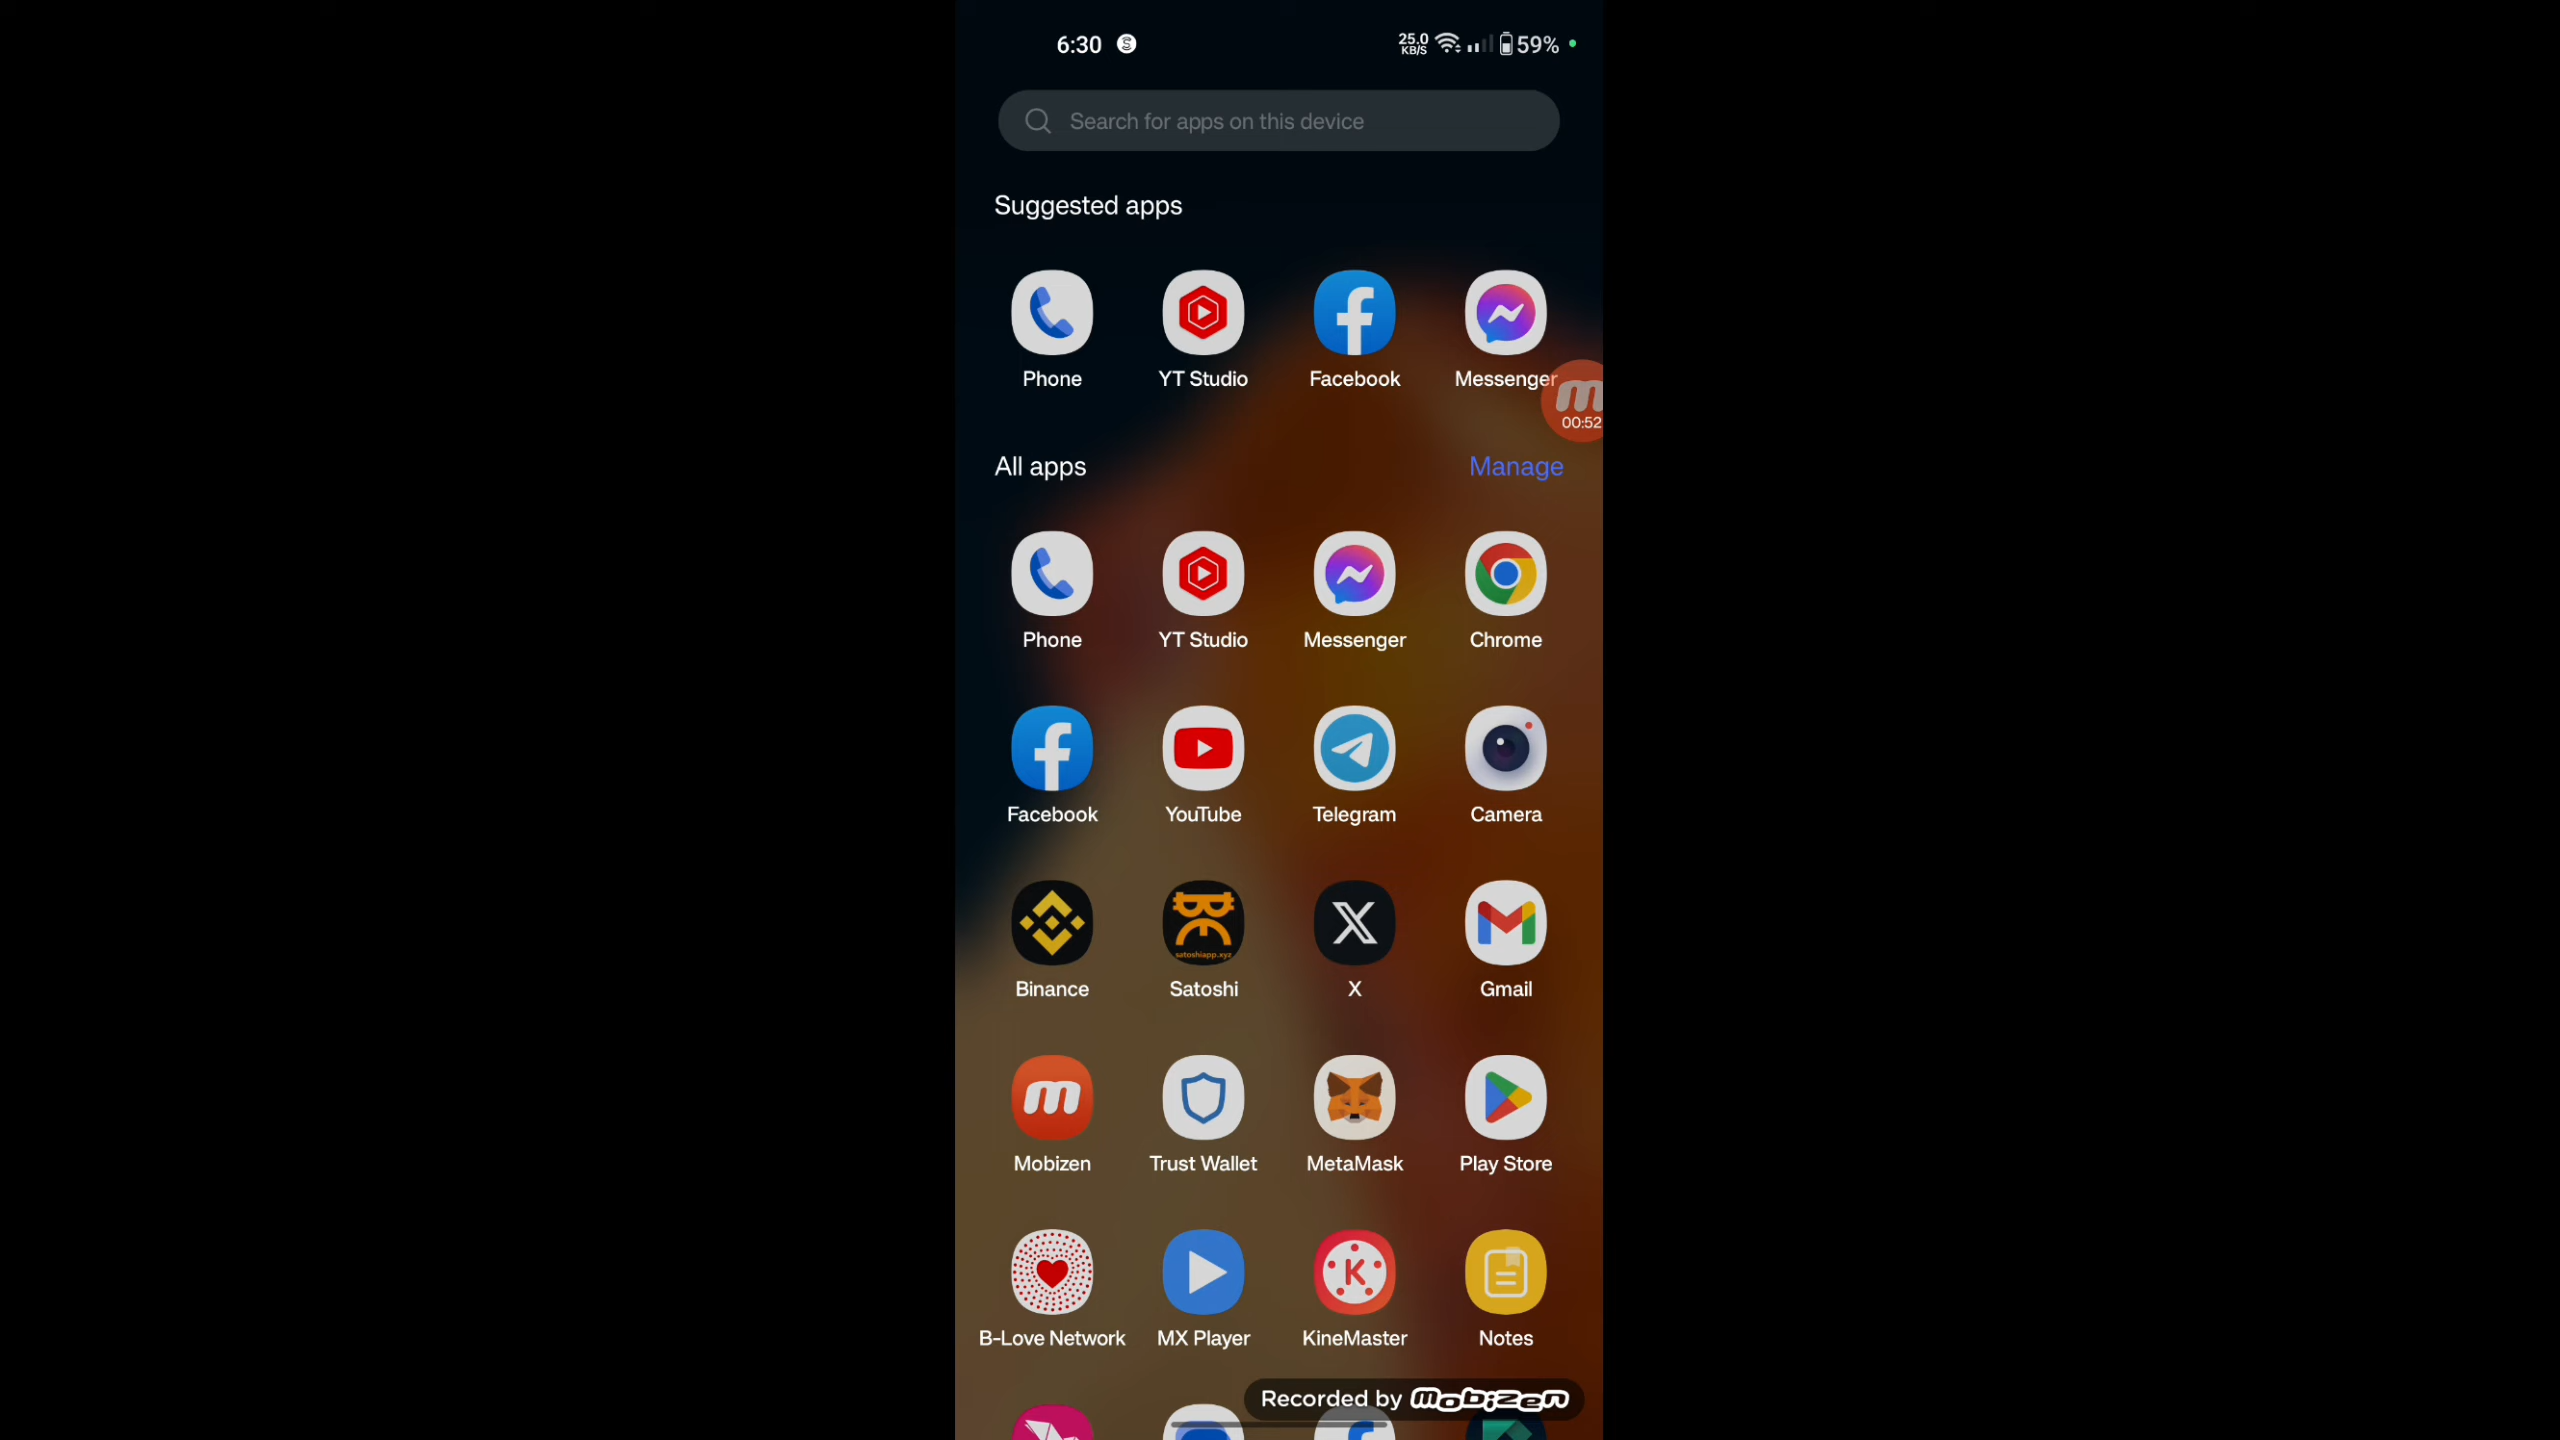 6:30
25.0
KB/S
59%
Search for apps on this device
Suggested apps
Phone YT Studio Facebook Messenger
00:52
All apps Manage
Phone YT Studio Messenger Chrome
Facebook YouTube Telegram Camera
satoshiapp.xyz
Binance Satoshi X Gmail
Mobizen Trust Wallet MetaMask Play Store
B-Love Network MX Player KineMaster Notes
Recorded by mobizen